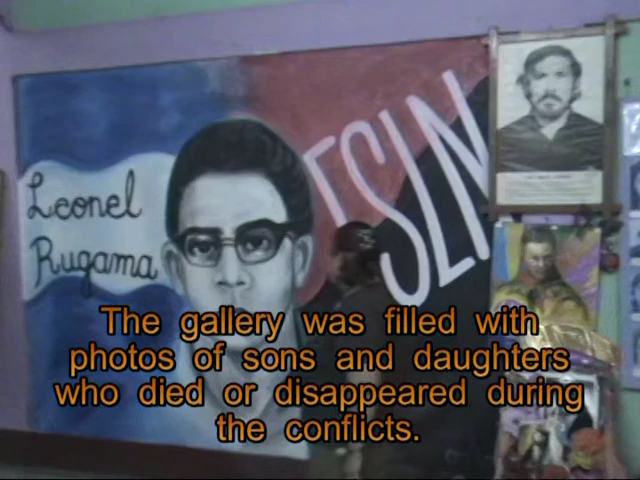 Leonel
Rugama
FSLN
The gallery was filled with
photos of sons and daughters
who died or disappeared during
the conflicts.